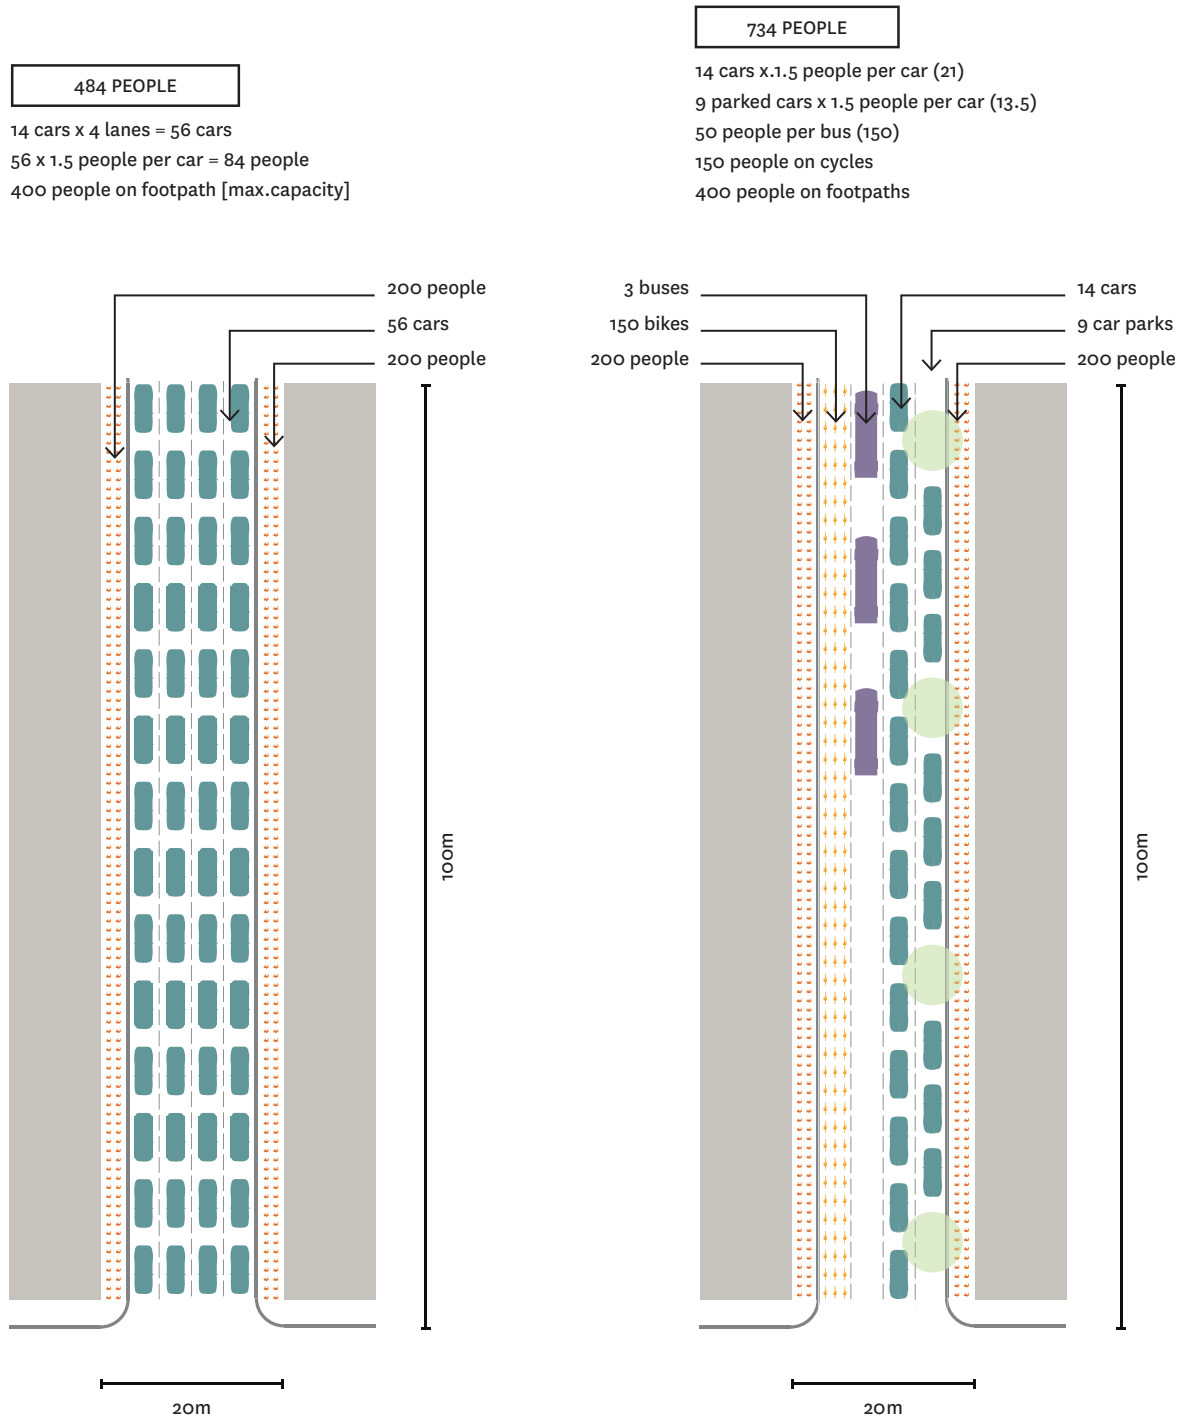 484 PEOPLE
14 cars x 4 lanes = 56 cars
56 x 1.5 people per car = 84 people
400 people on footpath [max.capacity]
200 people
56 cars
200 people
100m
20m
734 PEOPLE
14 cars x.1.5 people per car (21)
9 parked cars x 1.5 people per car (13.5)
50 people per bus (150)
150 people on cycles
400 people on footpaths
3 buses
150 bikes
200 people
14 cars
9 car parks
200 people
100m
20m